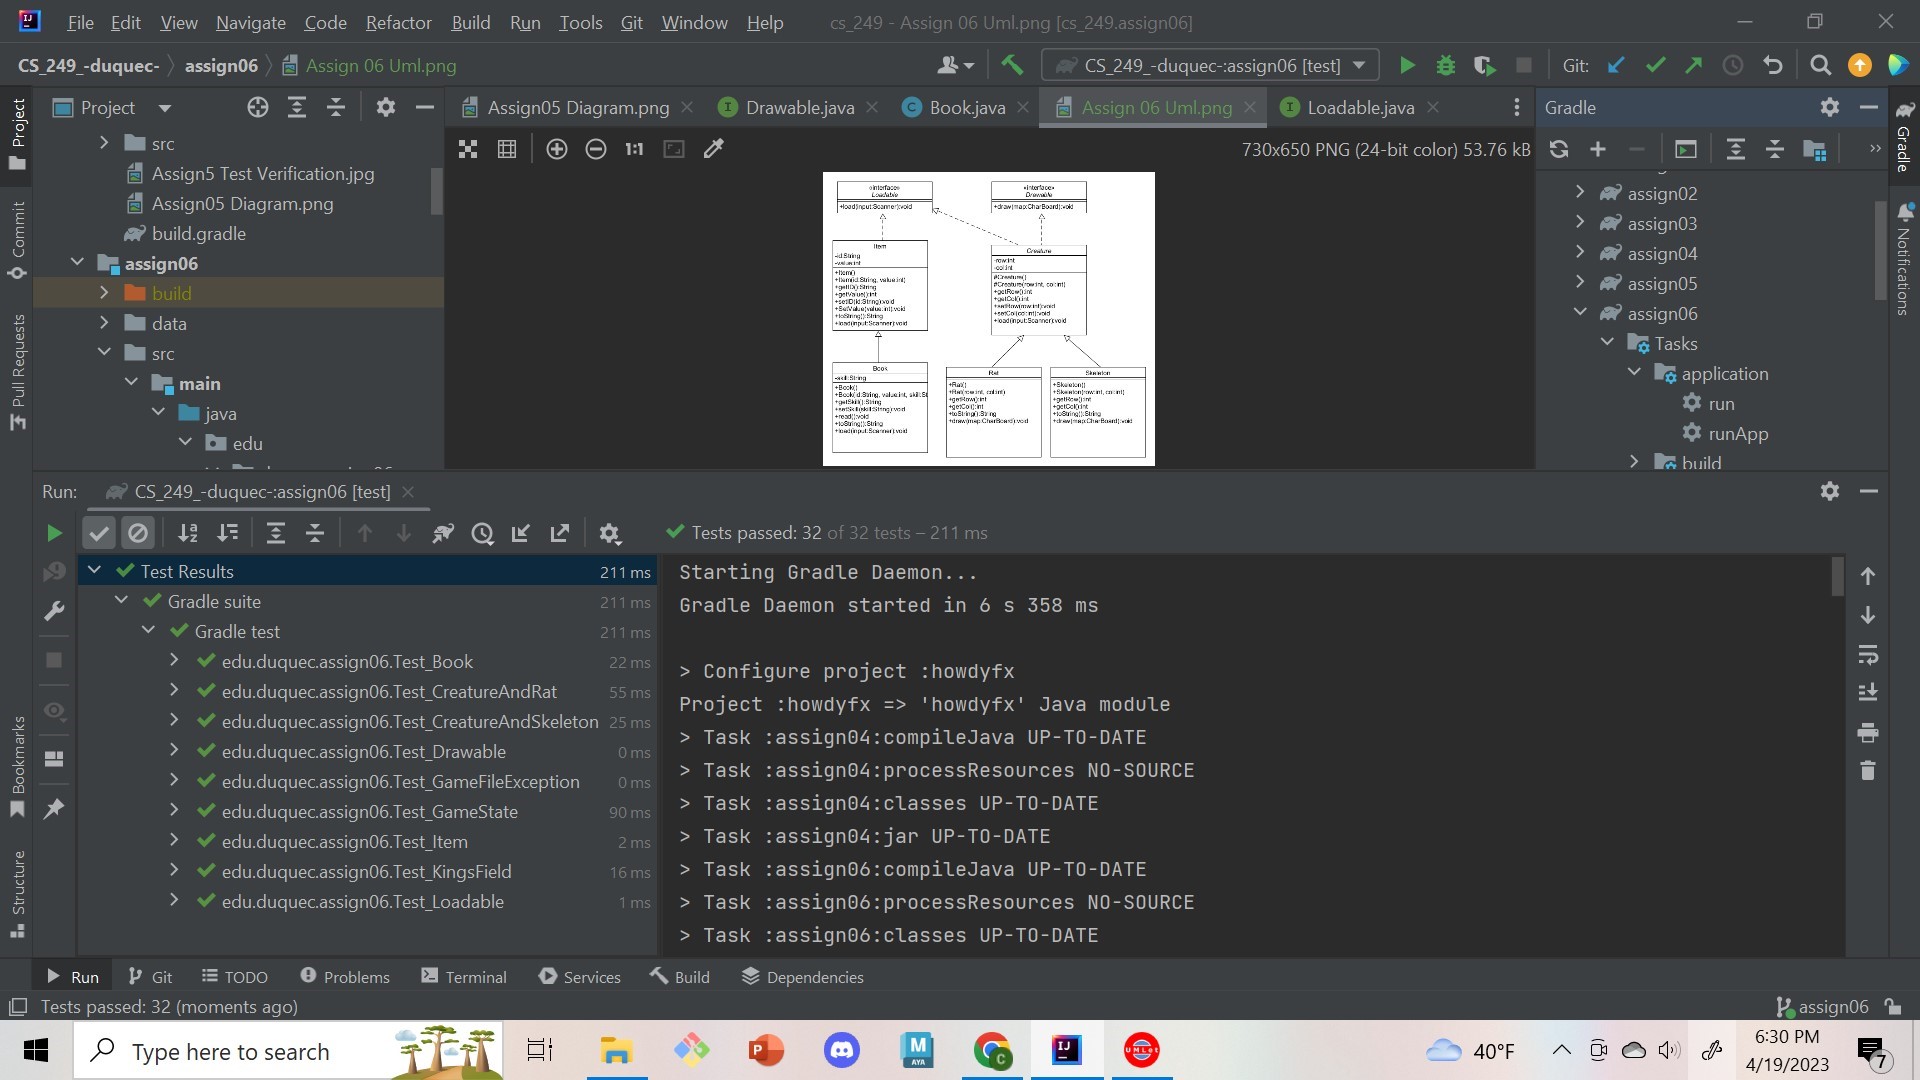 File Edit View Navigate Code Refactor Build Run Tools Git Window Help cs_249 - Assign 06 Uml.png [cs_249.assign06]
CS_249_-duquec- assign06 Assign 06 Uml.png CS_249_-duquec-:assign06 [test] Git:
Project
Assign05 Diagram.png Drawable.java Book.java Assign 06 Uml.png Loadable.java
Gradle
730x650 PNG (24-bit color) 53.76 kB
1:1
src
Assign5 Test Verification.jpg
Assign05 Diagram.png
build.gradle
assign06
build
data
src
main
java
edu
«interface»
Loadable
+load(input:Scanner):void
«interface»
Drawable
+draw(map:CharBoard):void
Item
-id:String
-value:int
+Item()
+Item(id:String, value:int)
+getID():String
+getValue():int
+setID(id:String):void
+SetValue(value:int):void
+toString():String
+load(input:Scanner):void
Creature
-row:int
-col:int
#Creature()
#Creature(row:int, col:int)
+getRow():int
+getCol():int
+setRow(row:int):void
+setCol(col:int):void
+load(input:Scanner):void
Book
-skill:String
+Book()
+Book(id:String, value:int, skill:St
+getSkill():String
+setSkill(skill:String):void
+read():void
+toString():String
+load(input:Scanner):void
Rat
+Rat()
+Rat(row:int, col:int)
+getRow():int
+getCol():int
+toString():String
+draw(map:CharBoard):void
Skeleton
+Skeleton()
+Skeleton(row:int, col:int)
+getRow():int
+getCol():int
+toString():String
+draw(map:CharBoard):void
assign02
assign03
assign04
assign05
assign06
Tasks
application
run
runApp
build
Project
Commit
Pull Requests
Bookmarks
Structure
Gradle
Notifications
Run: CS_249_-duquec-:assign06 [test]
Tests passed: 32 of 32 tests – 211 ms
Test Results 211 ms
Gradle suite 211 ms
Gradle test 211 ms
edu.duquec.assign06.Test_Book 22 ms
edu.duquec.assign06.Test_CreatureAndRat 55 ms
edu.duquec.assign06.Test_CreatureAndSkeleton 25 ms
edu.duquec.assign06.Test_Drawable 0 ms
edu.duquec.assign06.Test_GameFileException 0 ms
edu.duquec.assign06.Test_GameState 90 ms
edu.duquec.assign06.Test_Item 2 ms
edu.duquec.assign06.Test_KingsField 16 ms
edu.duquec.assign06.Test_Loadable 1 ms
Starting Gradle Daemon...
Gradle Daemon started in 6 s 358 ms
> Configure project :howdyfx
Project :howdyfx => 'howdyfx' Java module
> Task :assign04:compileJava UP-TO-DATE
> Task :assign04:processResources NO-SOURCE
> Task :assign04:classes UP-TO-DATE
> Task :assign04:jar UP-TO-DATE
> Task :assign06:compileJava UP-TO-DATE
> Task :assign06:processResources NO-SOURCE
> Task :assign06:classes UP-TO-DATE
Run Git TODO Problems Terminal Services Build Dependencies
Tests passed: 32 (moments ago) assign06
Type here to search
40°F
6:30 PM
4/19/2023
7